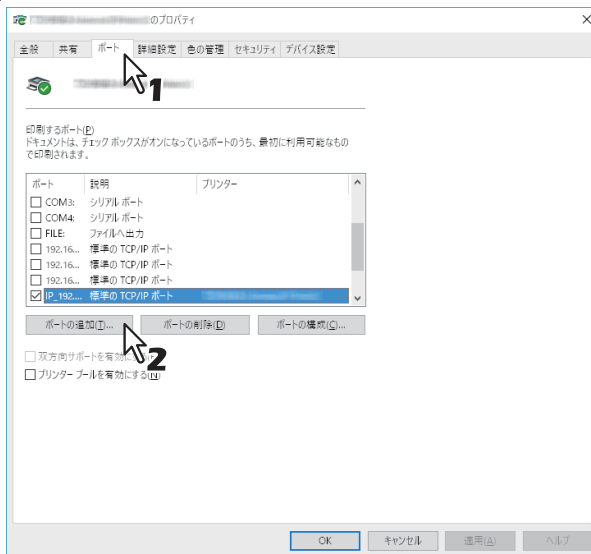 のプロパティ
全般 共有 ポート 詳細設定 色の管理 セキュリティ デバイス設定
1
印刷するポート(P)
ドキュメントは、チェック ボックスがオンになっているポートのうち、最初に利用可能なもの
で印刷されます。
ポート 説明 プリンター
COM3: シリアル ポート
COM4: シリアル ポート
FILE: ファイルへ出力
192.16... 標準の TCP/IP ポート
192.16... 標準の TCP/IP ポート
192.16... 標準の TCP/IP ポート
IP_192.... 標準の TCP/IP ポート
ポートの追加(T)... ポートの削除(D) ポートの構成(C)...
2
双方向サポートを有効に
プリンター プールを有効にする(N)
OK キャンセル 適用(A) ヘルプ